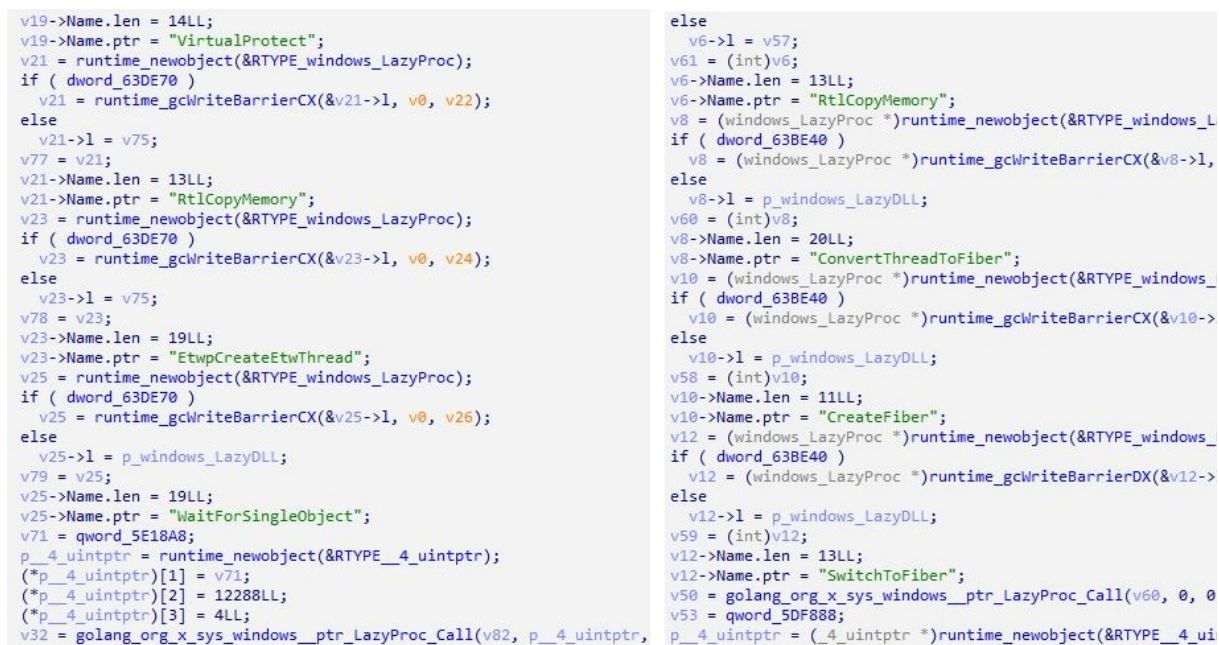 v19->Name.len = 14LL;
v19->Name.ptr = "VirtualProtect";
v21 = runtime_newobject(&RTYPE_windows_LazyProc);
if ( dword_63DE70 )
v21 = runtime_gcWriteBarrierCX(&v21->l, v0, v22);
else
v21->l = v75;
v77 = v21;
v21->Name.len = 13LL;
v21->Name.ptr = "RtlCopyMemory";
v23 = runtime_newobject(&RTYPE_windows_LazyProc);
if ( dword_63DE70 )
v23 = runtime_gcWriteBarrierCX(&v23->l, v0, v24);
else
v23->l = v75;
v78 = v23;
v23->Name.len = 19LL;
v23->Name.ptr = "EtwpCreateEtwThread";
v25 = runtime_newobject(&RTYPE_windows_LazyProc);
if ( dword_63DE70 )
v25 = runtime_gcWriteBarrierCX(&v25->l, v0, v26);
else
v25->l = p_windows_LazyDLL;
v79 = v25;
v25->Name.len = 19LL;
v25->Name.ptr = "WaitForSingleObject";
v71 = qword_5E18A8;
p__4_uintptr = runtime_newobject(&RTYPE__4_uintptr);
(*p__4_uintptr)[1] = v71;
(*p__4_uintptr)[2] = 12288LL;
(*p__4_uintptr)[3] = 4LL;
v32 = golang_org_x_sys_windows__ptr_LazyProc_Call(v82, p__4_uintptr,
else
v6->l = v57;
v61 = (int)v6;
v6->Name.len = 13LL;
v6->Name.ptr = "RtlCopyMemory";
v8 = (windows_LazyProc *)runtime_newobject(&RTYPE_windows_L
if ( dword_63BE40 )
v8 = (windows_LazyProc *)runtime_gcWriteBarrierCX(&v8->l,
else
v8->l = p_windows_LazyDLL;
v60 = (int)v8;
v8->Name.len = 20LL;
v8->Name.ptr = "ConvertThreadToFiber";
v10 = (windows_LazyProc *)runtime_newobject(&RTYPE_windows_
if ( dword_63BE40 )
v10 = (windows_LazyProc *)runtime_gcWriteBarrierCX(&v10->
else
v10->l = p_windows_LazyDLL;
v58 = (int)v10;
v10->Name.len = 11LL;
v10->Name.ptr = "CreateFiber";
v12 = (windows_LazyProc *)runtime_newobject(&RTYPE_windows_
if ( dword_63BE40 )
v12 = (windows_LazyProc *)runtime_gcWriteBarrierDX(&v12->
else
v12->l = p_windows_LazyDLL;
v59 = (int)v12;
v12->Name.len = 13LL;
v12->Name.ptr = "SwitchToFiber";
v50 = golang_org_x_sys_windows__ptr_LazyProc_Call(v60, 0, 0
v53 = qword_5DF888;
p__4_uintptr = (_4_uintptr *)runtime_newobject(&RTYPE__4_ui